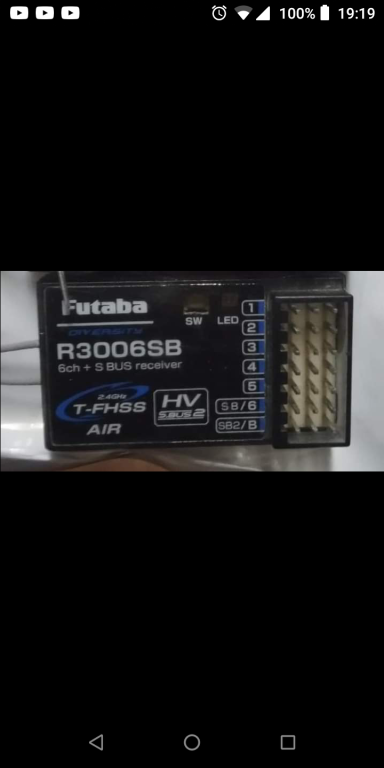 100% 19:19
Futaba
DIVERSITY
R3006SB
6ch + S BUS receiver
2.4GHz
T-FHSS
AIR
HV
S.BUS2
SW
LED
1
2
3
4
5
S.B/6
SB2/B